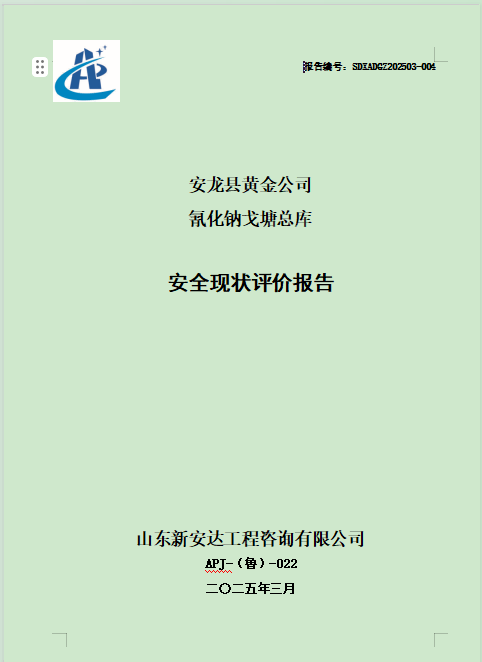 报告编号：SDXADGZ202503-004
安龙县黄金公司
氰化钠戈塘总库
安全现状评价报告
山东新安达工程咨询有限公司
APJ-（鲁）-022
二〇二五年三月